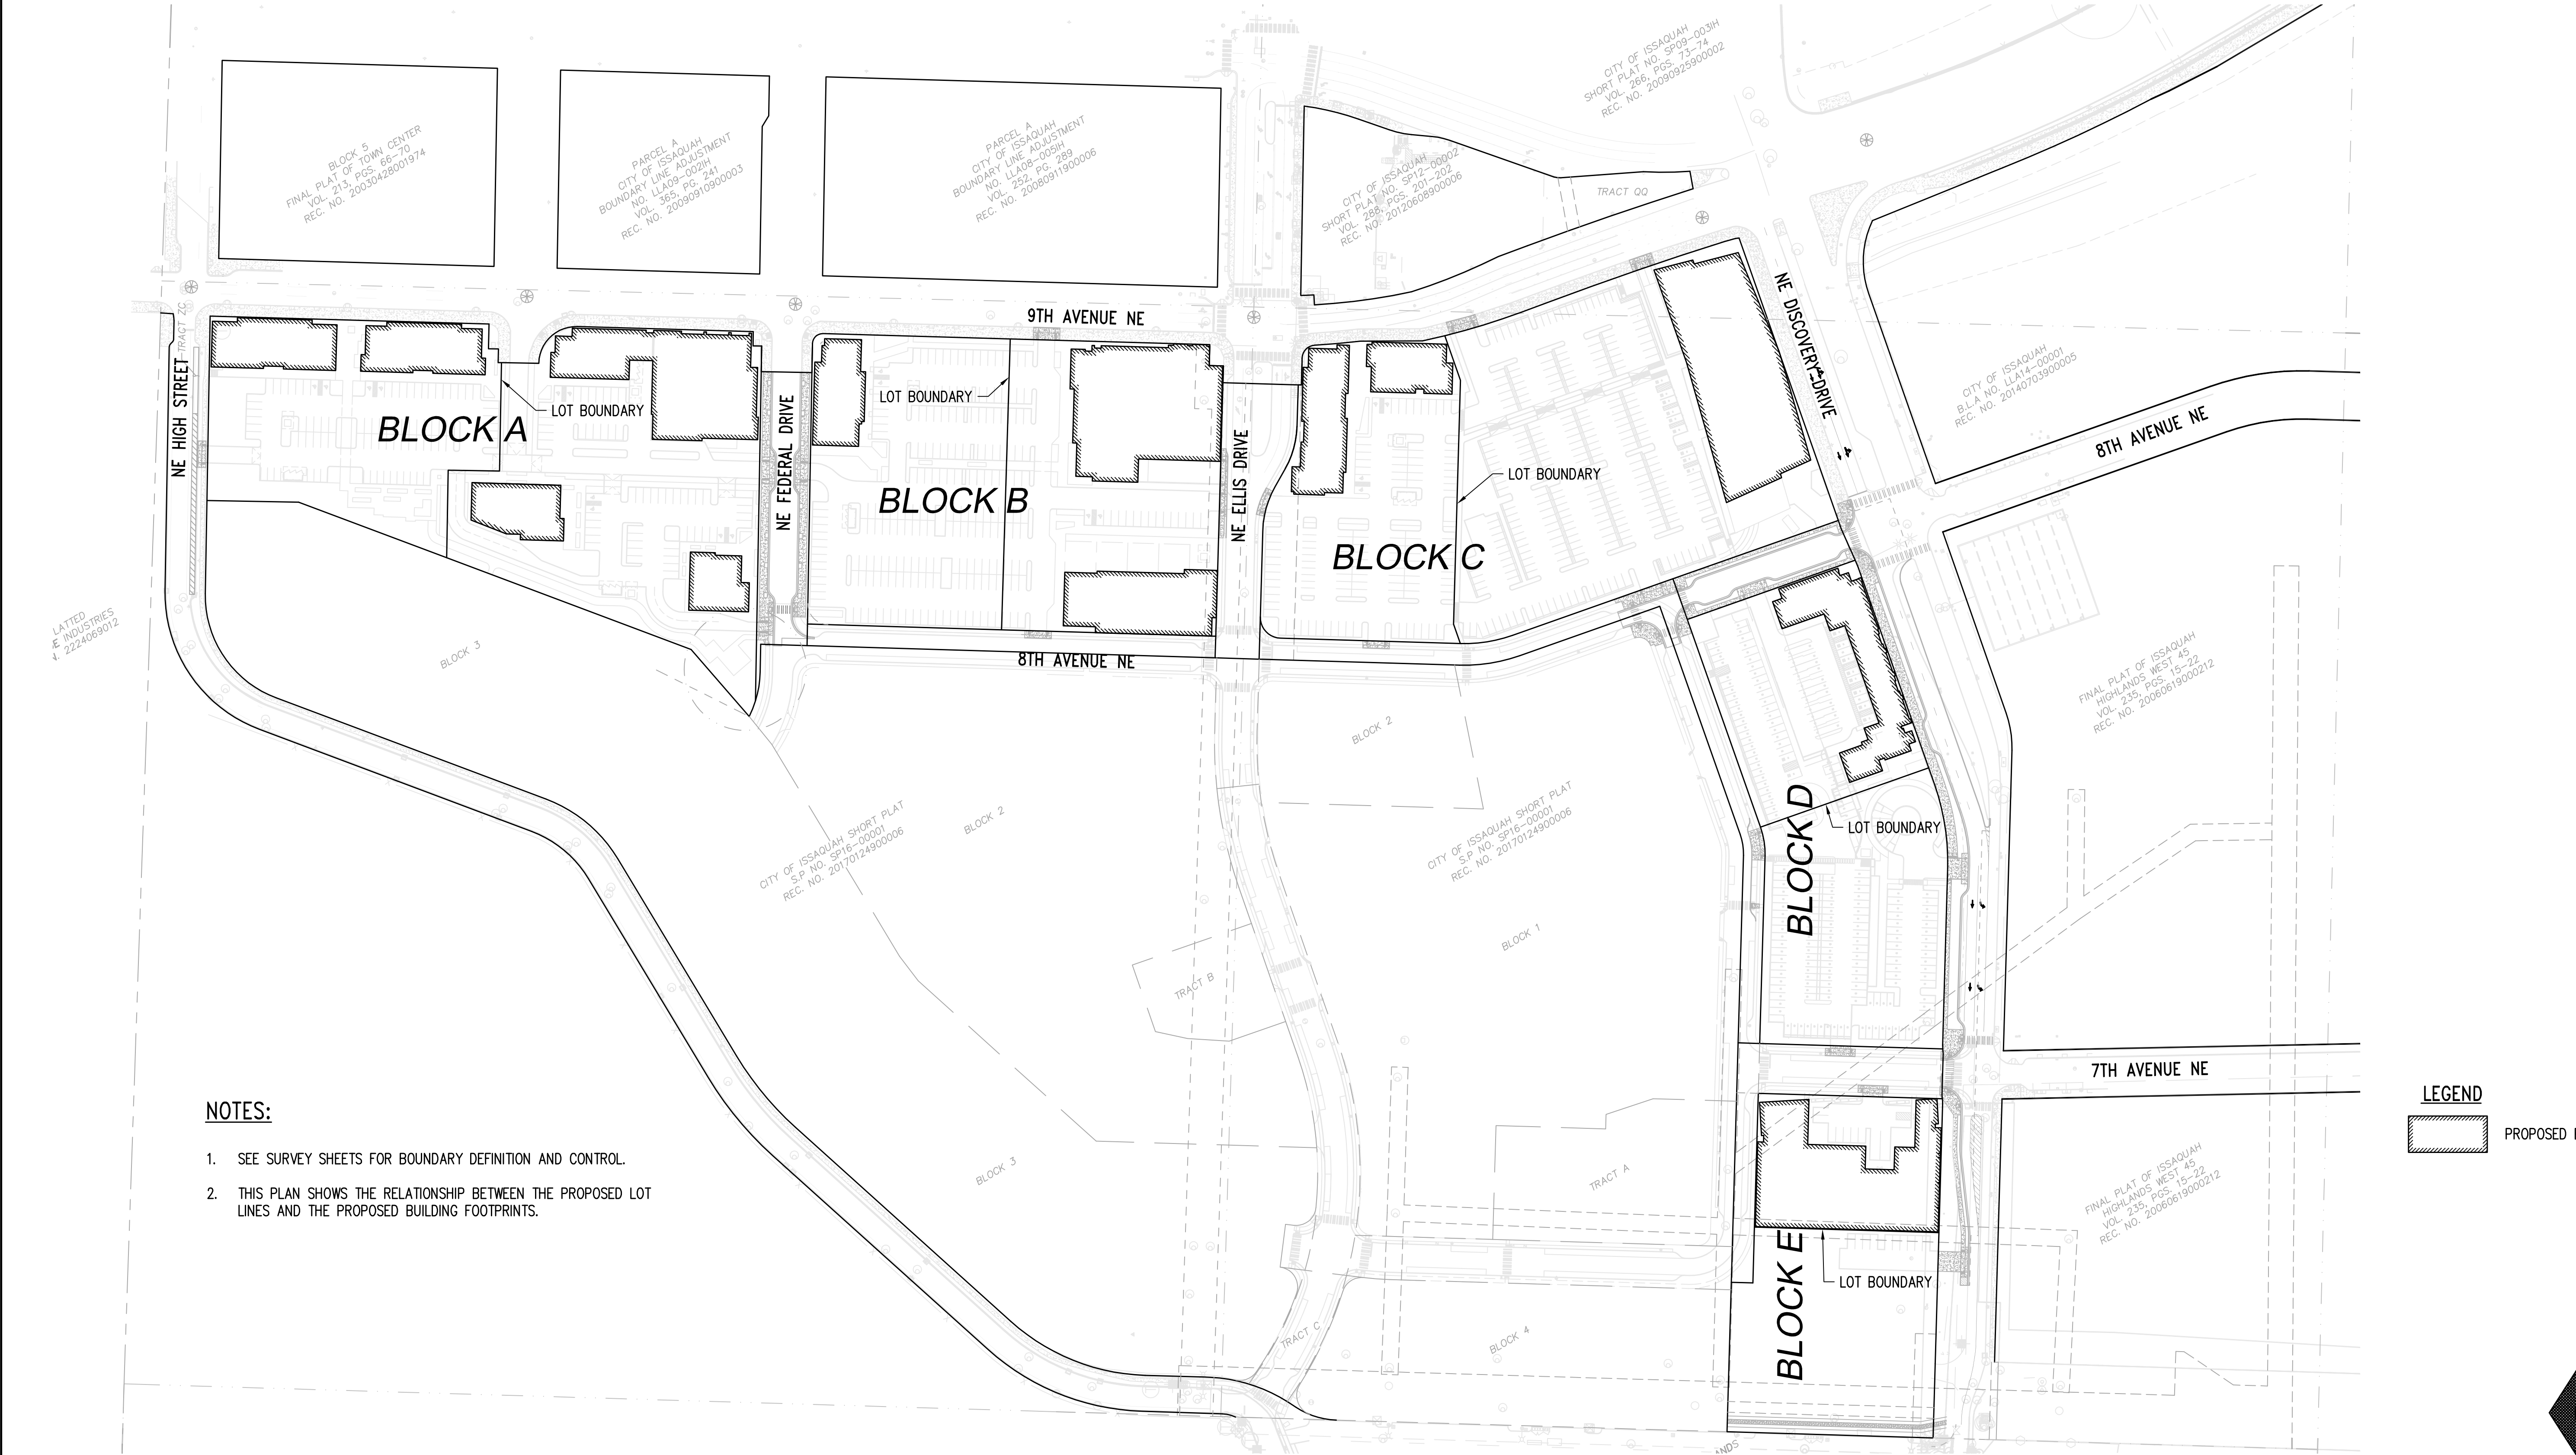 CITY OF ISSAQUAH
SHORT PLAT NO. SP09-003IH
VOL. 266, PGS. 73-74
REC. NO. 20090925900002
BLOCK 5
FINAL PLAT OF TOWN CENTER
VOL. 213, PGS. 66-70
REC. NO. 20030428001974
PARCEL A
CITY OF ISSAQUAH
BOUNDARY LINE ADJUSTMENT
NO. LLA09-002IH
VOL. 365, PG. 241
REC. NO. 20090910900003
PARCEL A
CITY OF ISSAQUAH
BOUNDARY LINE ADJUSTMENT
NO. LLA08-005IH
VOL. 252, PG. 289
REC. NO. 20080911900006
CITY OF ISSAQUAH
SHORT PLAT NO. SP12-00002
VOL. 288, PGS. 201-202
REC. NO. 20120608900006
TRACT QQ
TRACT ZC
9TH AVENUE NE
NE DISCOVERY DRIVE
NE HIGH STREET
LOT BOUNDARY
BLOCK A
NE FEDERAL DRIVE
LOT BOUNDARY
BLOCK B
NE ELLIS DRIVE
LOT BOUNDARY
BLOCK C
CITY OF ISSAQUAH
B.L.A NO. LLA14-00001
REC. NO. 20140703900005
8TH AVENUE NE
LATTED
E INDUSTRIES
. 2224069012
BLOCK 3
8TH AVENUE NE
BLOCK 2
FINAL PLAT OF ISSAQUAH
HIGHLANDS WEST 45
VOL. 235, PGS. 15-22
REC. NO. 20060619000212
CITY OF ISSAQUAH SHORT PLAT
S.P NO. SP16-00001
REC. NO. 20170124900006
BLOCK 2
CITY OF ISSAQUAH SHORT PLAT
S.P NO. SP16-00001
REC. NO. 20170124900006
BLOCK D
LOT BOUNDARY
BLOCK 1
TRACT B
7TH AVENUE NE
LEGEND
PROPOSED
NOTES:
1. SEE SURVEY SHEETS FOR BOUNDARY DEFINITION AND CONTROL.
2. THIS PLAN SHOWS THE RELATIONSHIP BETWEEN THE PROPOSED LOT
LINES AND THE PROPOSED BUILDING FOOTPRINTS.
BLOCK 3
TRACT A
FINAL PLAT OF ISSAQUAH
HIGHLANDS WEST 45
VOL. 235, PGS. 15-22
REC. NO. 20060619000212
BLOCK E
LOT BOUNDARY
TRACT C
BLOCK 4
ANDS